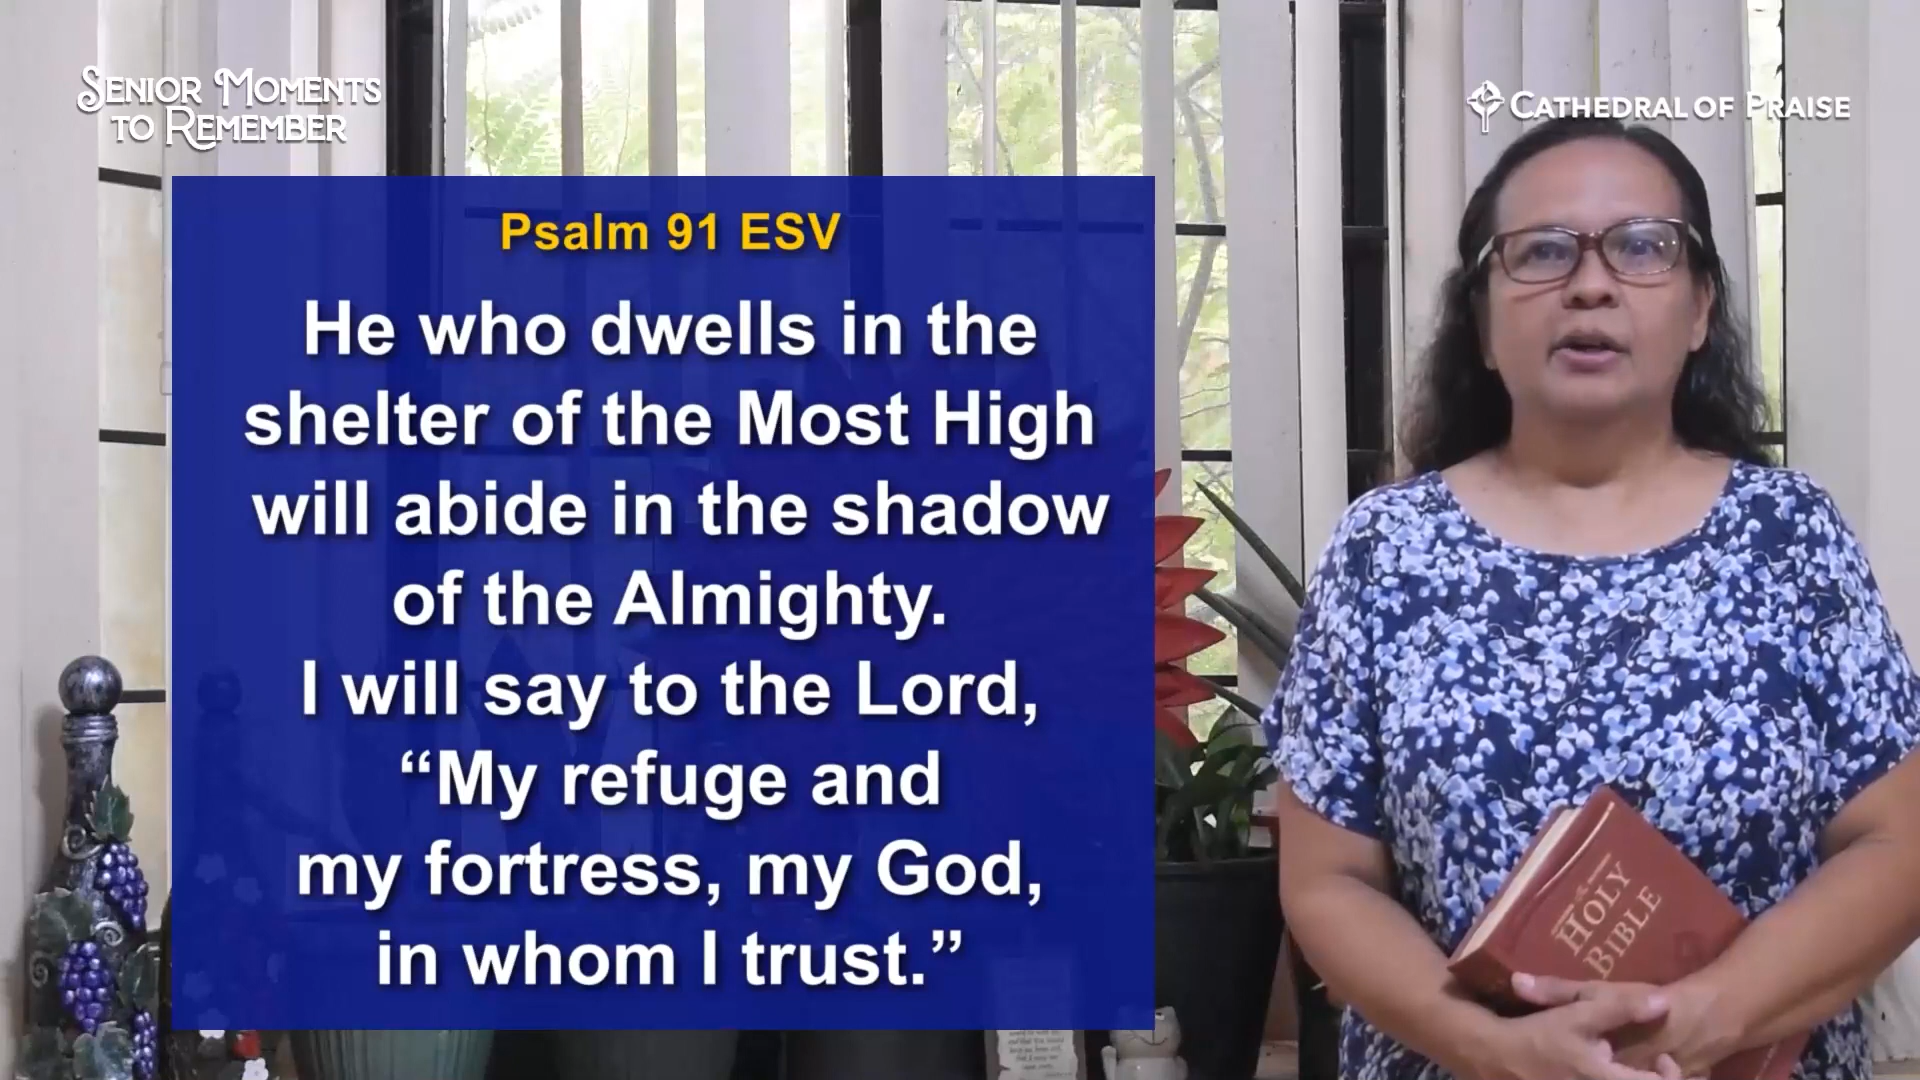 Senior Moments
to Remember
Cathedral of Praise
Psalm 91 ESV
He who dwells in the
shelter of the Most High
will abide in the shadow
of the Almighty.
I will say to the Lord,
“My refuge and
my fortress, my God,
in whom I trust.”
Holy
Bible